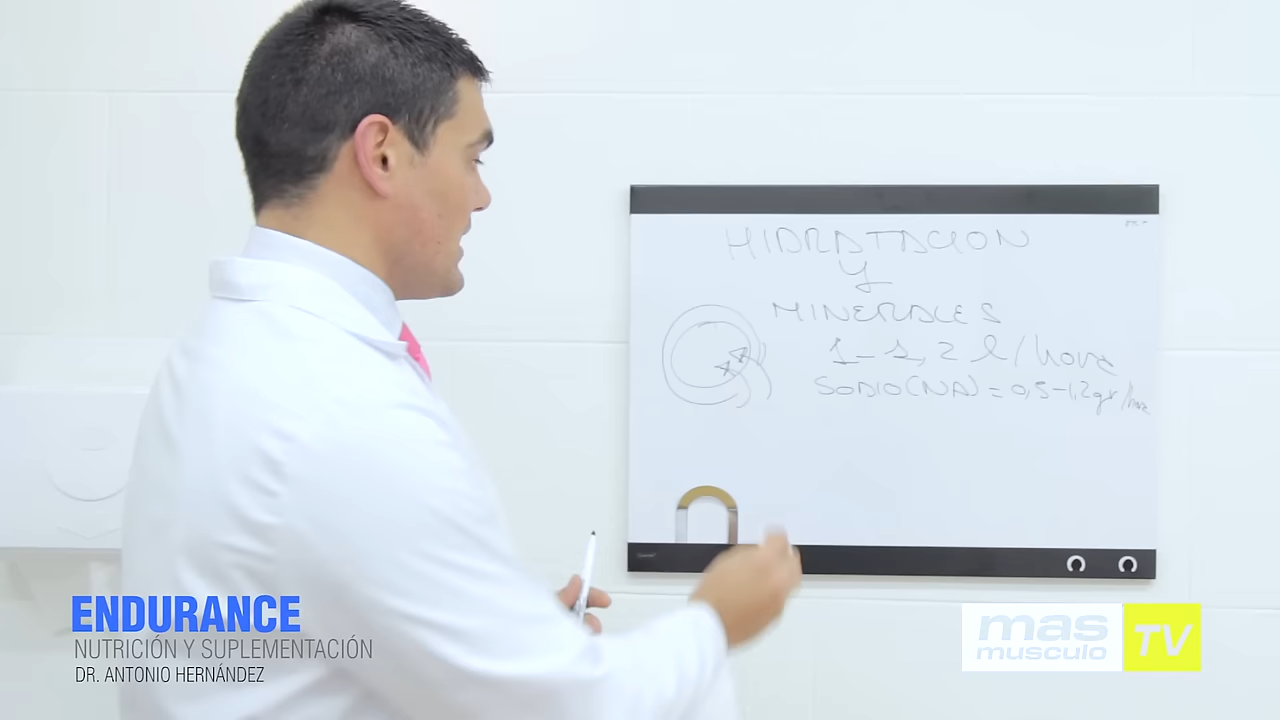 HIDRATACION
Y
MINERALES
1-1,2 l/hora
SODIO(NA)=0,5-1,2gr/hora
ENDURANCE
NUTRICIÓN Y SUPLEMENTACIÓN
DR. ANTONIO HERNÁNDEZ
mas
musculo
TV